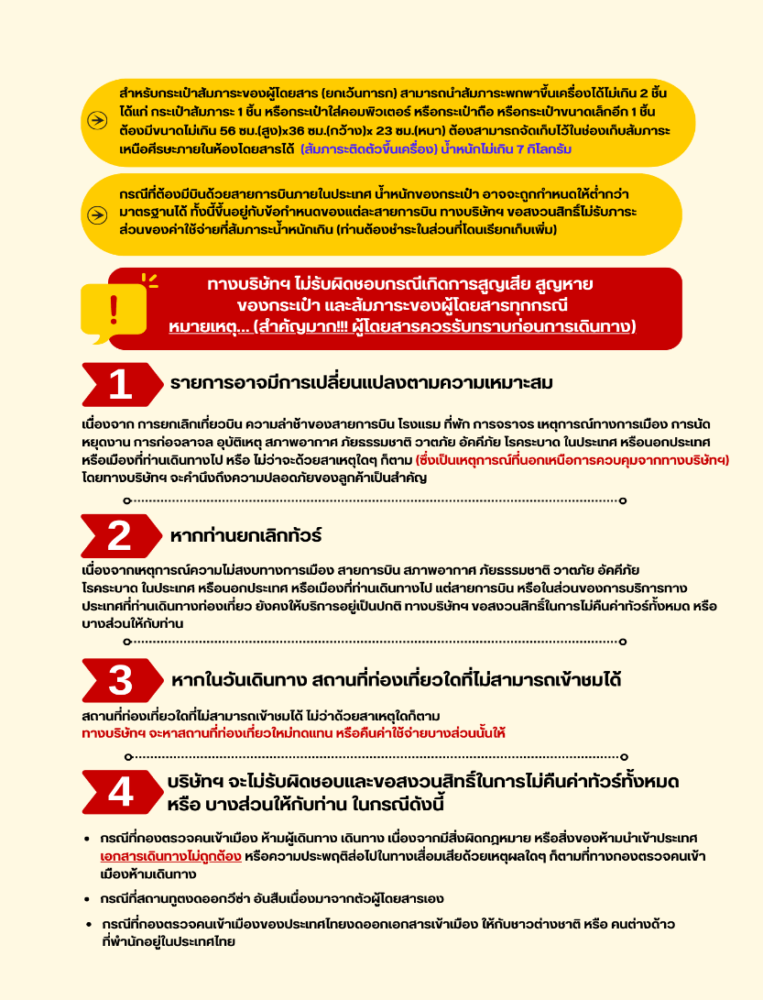 สำหรับกระเป๋าสัมภาระของผู้โดยสาร (ยกเว้นทารก) สามารถนำสัมภาระพกพาขึ้นเครื่องได้ไม่เกิน 2 ชิ้น
ได้แก่ กระเป๋าสัมภาระ 1 ชิ้น หรือกระเป๋าใส่คอมพิวเตอร์ หรือกระเป๋าถือ หรือกระเป๋าขนาดเล็กอีก 1 ชิ้น
ต้องมีขนาดไม่เกิน 56 ซม.(สูง)x36 ซม.(กว้าง)x 23 ซม.(หนา) ต้องสามารถจัดเก็บไว้ในช่องเก็บสัมภาระ
เหนือศีรษะภายในห้องโดยสารได้ (สัมภาระติดตัวขึ้นเครื่อง) น้ำหนักไม่เกิน 7 กิโลกรัม
กรณีที่ต้องมีบินด้วยสายการบินภายในประเทศ น้ำหนักของกระเป๋า อาจจะถูกกำหนดให้ต่ำกว่า
มาตรฐานได้ ทั้งนี้ขึ้นอยู่กับข้อกำหนดของแต่ละสายการบิน ทางบริษัทฯ ขอสงวนสิทธิ์ไม่รับภาระ
ส่วนของค่าใช้จ่ายที่สัมภาระน้ำหนักเกิน (ท่านต้องชำระในส่วนที่โดนเรียกเก็บเพิ่ม)
ทางบริษัทฯ ไม่รับผิดชอบกรณีเกิดการสูญเสีย สูญหาย
ของกระเป๋า และสัมภาระของผู้โดยสารทุกกรณี
หมายเหตุ... (สำคัญมาก!!! ผู้โดยสารควรรับทราบก่อนการเดินทาง)
1 รายการอาจมีการเปลี่ยนแปลงตามความเหมาะสม
เนื่องจาก การยกเลิกเที่ยวบิน ความล่าช้าของสายการบิน โรงแรม ที่พัก การจราจร เหตุการณ์ทางการเมือง การนัด
หยุดงาน การก่อจลาจล อุบัติเหตุ สภาพอากาศ ภัยธรรมชาติ วาตภัย อัคคีภัย โรคระบาด ในประเทศ หรือนอกประเทศ
หรือเมืองที่ท่านเดินทางไป หรือ ไม่ว่าจะด้วยสาเหตุใดๆ ก็ตาม (ซึ่งเป็นเหตุการณ์ที่นอกเหนือการควบคุมจากทางบริษัทฯ)
โดยทางบริษัทฯ จะคำนึงถึงความปลอดภัยของลูกค้าเป็นสำคัญ
2 หากท่านยกเลิกทัวร์
เนื่องจากเหตุการณ์ความไม่สงบทางการเมือง สายการบิน สภาพอากาศ ภัยธรรมชาติ วาตภัย อัคคีภัย
โรคระบาด ในประเทศ หรือนอกประเทศ หรือเมืองที่ท่านเดินทางไป แต่สายการบิน หรือในส่วนของการบริการทาง
ประเทศที่ท่านเดินทางท่องเที่ยว ยังคงให้บริการอยู่เป็นปกติ ทางบริษัทฯ ขอสงวนสิทธิ์ในการไม่คืนค่าทัวร์ทั้งหมด หรือ
บางส่วนให้กับท่าน
3 หากในวันเดินทาง สถานที่ท่องเที่ยวใดที่ไม่สามารถเข้าชมได้
สถานที่ท่องเที่ยวใดที่ไม่สามารถเข้าชมได้ ไม่ว่าด้วยสาเหตุใดก็ตาม
ทางบริษัทฯ จะหาสถานที่ท่องเที่ยวใหม่ทดแทน หรือคืนค่าใช้จ่ายบางส่วนนั้นให้
4 บริษัทฯ จะไม่รับผิดชอบและขอสงวนสิทธิ์ในการไม่คืนค่าทัวร์ทั้งหมด
หรือ บางส่วนให้กับท่าน ในกรณีดังนี้
• กรณีที่กองตรวจคนเข้าเมือง ห้ามผู้เดินทาง เดินทาง เนื่องจากมีสิ่งผิดกฎหมาย หรือสิ่งของห้ามนำเข้าประเทศ
เอกสารเดินทางไม่ถูกต้อง หรือความประพฤติส่อไปในทางเสื่อมเสียด้วยเหตุผลใดๆ ก็ตามที่ทางกองตรวจคนเข้า
เมืองห้ามเดินทาง
• กรณีที่สถานทูตงดออกวีซ่า อันสืบเนื่องมาจากตัวผู้โดยสารเอง
• กรณีที่กองตรวจคนเข้าเมืองของประเทศไทยงดออกเอกสารเข้าเมือง ให้กับชาวต่างชาติ หรือ คนต่างด้าว
ที่พำนักอยู่ในประเทศไทย